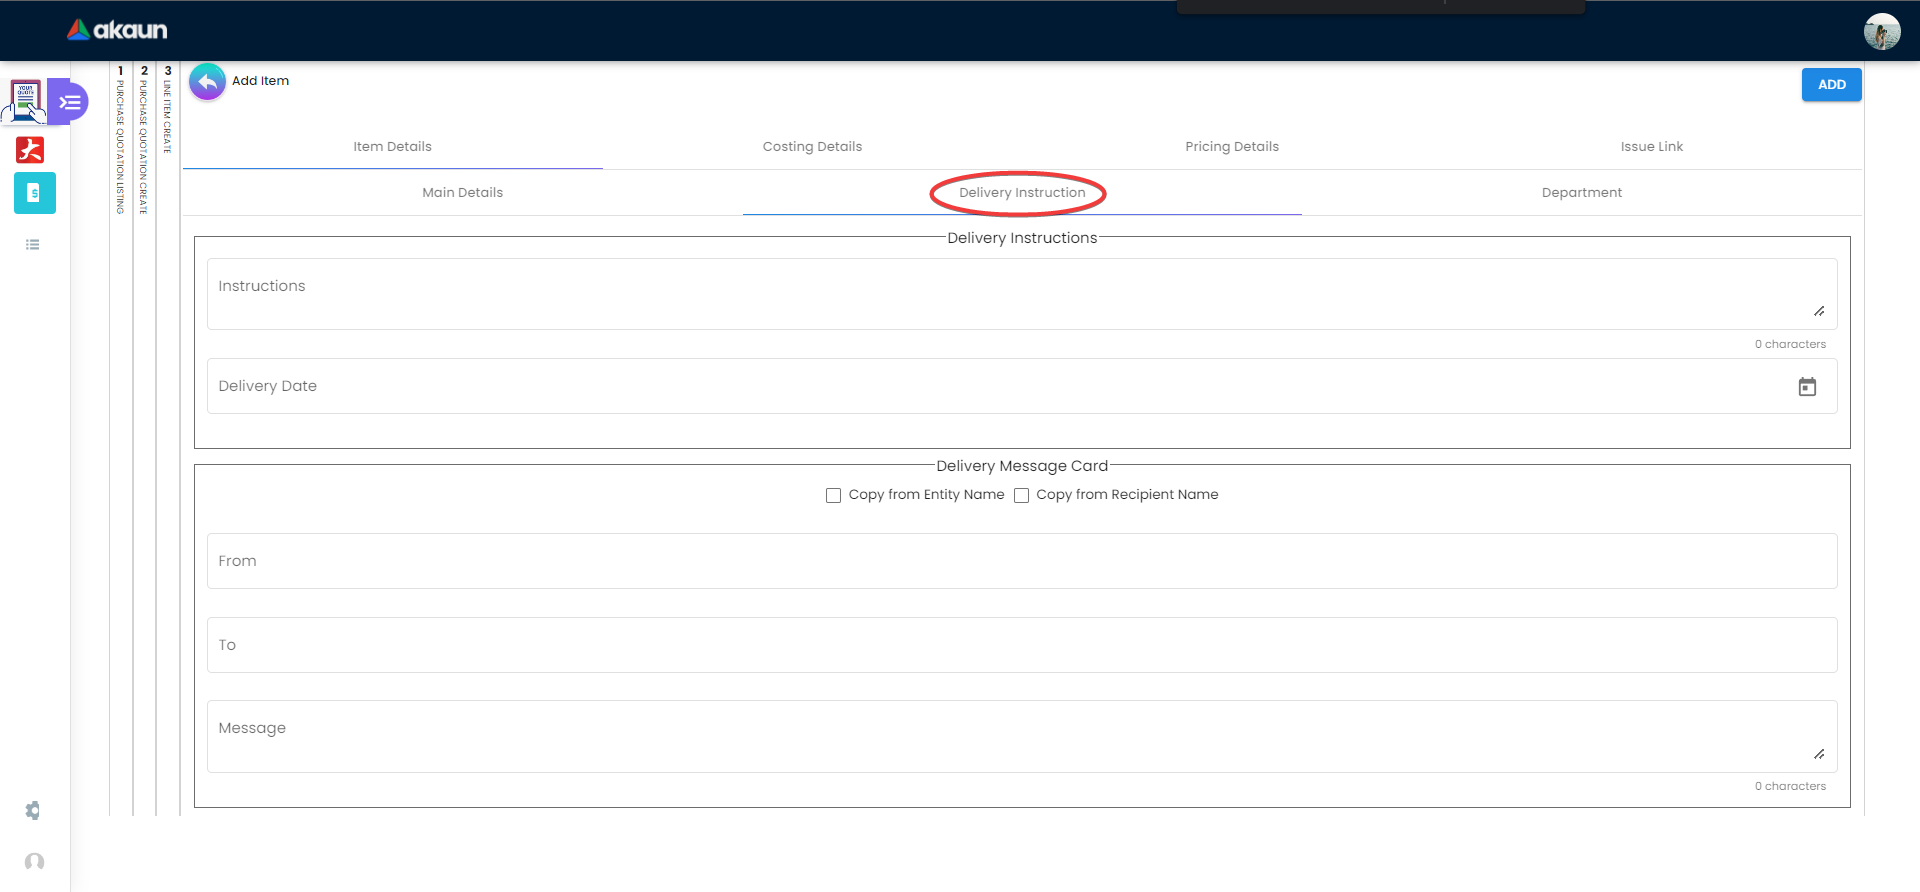 akaun
YOUR
QUOTE
1 PURCHASE QUOTATION LISTING
2 PURCHASE QUOTATION CREATE
3 LINE ITEM CREATE
Add Item
ADD
Item Details
Costing Details
Pricing Details
Issue Link
Main Details
Delivery Instruction
Department
Delivery Instructions
Instructions
0 characters
Delivery Date
Delivery Message Card
Copy from Entity Name
Copy from Recipient Name
From
To
Message
0 characters